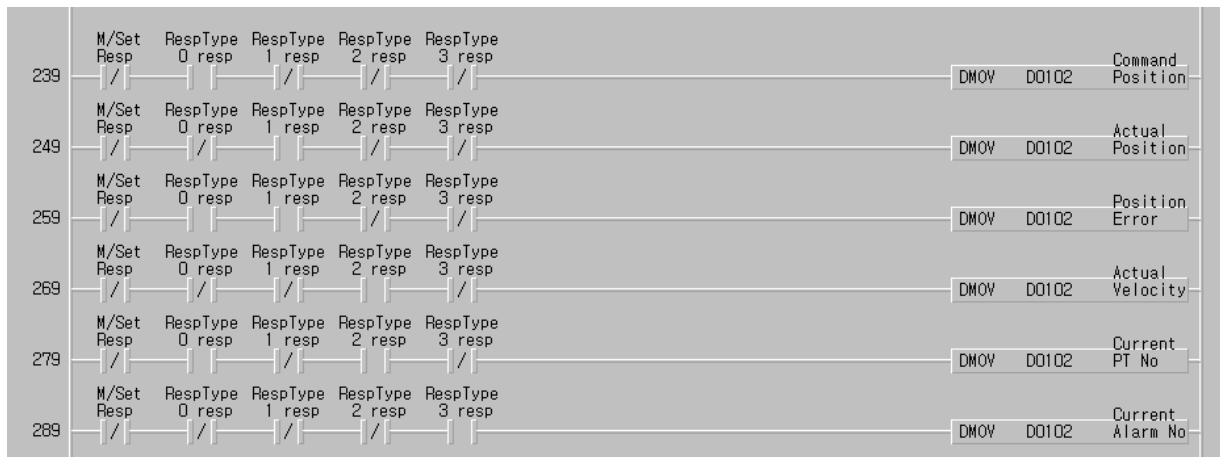 M/Set RespType RespType RespType RespType
Resp 0 resp 1 resp 2 resp 3 resp Command
239 DMOV D0102 Position
M/Set RespType RespType RespType RespType
Resp 0 resp 1 resp 2 resp 3 resp Actual
249 DMOV D0102 Position
M/Set RespType RespType RespType RespType
Resp 0 resp 1 resp 2 resp 3 resp Position
259 DMOV D0102 Error
M/Set RespType RespType RespType RespType
Resp 0 resp 1 resp 2 resp 3 resp Actual
269 DMOV D0102 Velocity
M/Set RespType RespType RespType RespType
Resp 0 resp 1 resp 2 resp 3 resp Current
279 DMOV D0102 PT No
M/Set RespType RespType RespType RespType
Resp 0 resp 1 resp 2 resp 3 resp Current
289 DMOV D0102 Alarm No